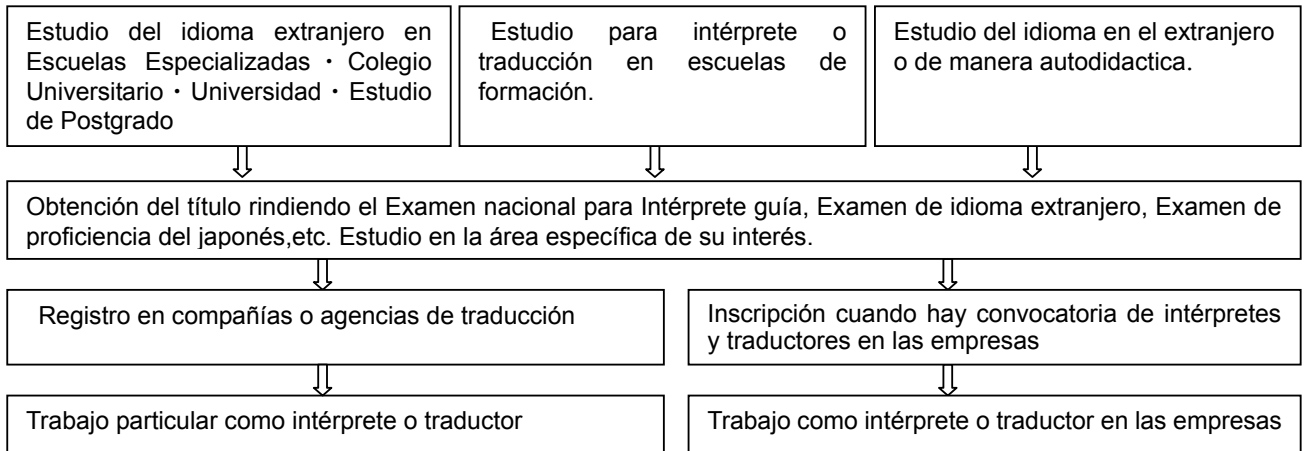 Estudio del idioma extranjero en
Escuelas Especializadas・Colegio
Universitario・Universidad・Estudio
de Postgrado
Estudio para intérprete o
traducción en escuelas de
formación.
Estudio del idioma en el extranjero
o de manera autodidactica.
Obtención del título rindiendo el Examen nacional para Intérprete guía, Examen de idioma extranjero, Examen de
proficiencia del japonés,etc. Estudio en la área específica de su interés.
Registro en compañías o agencias de traducción
Inscripción cuando hay convocatoria de intérpretes
y traductores en las empresas
Trabajo particular como intérprete o traductor
Trabajo como intérprete o traductor en las empresas